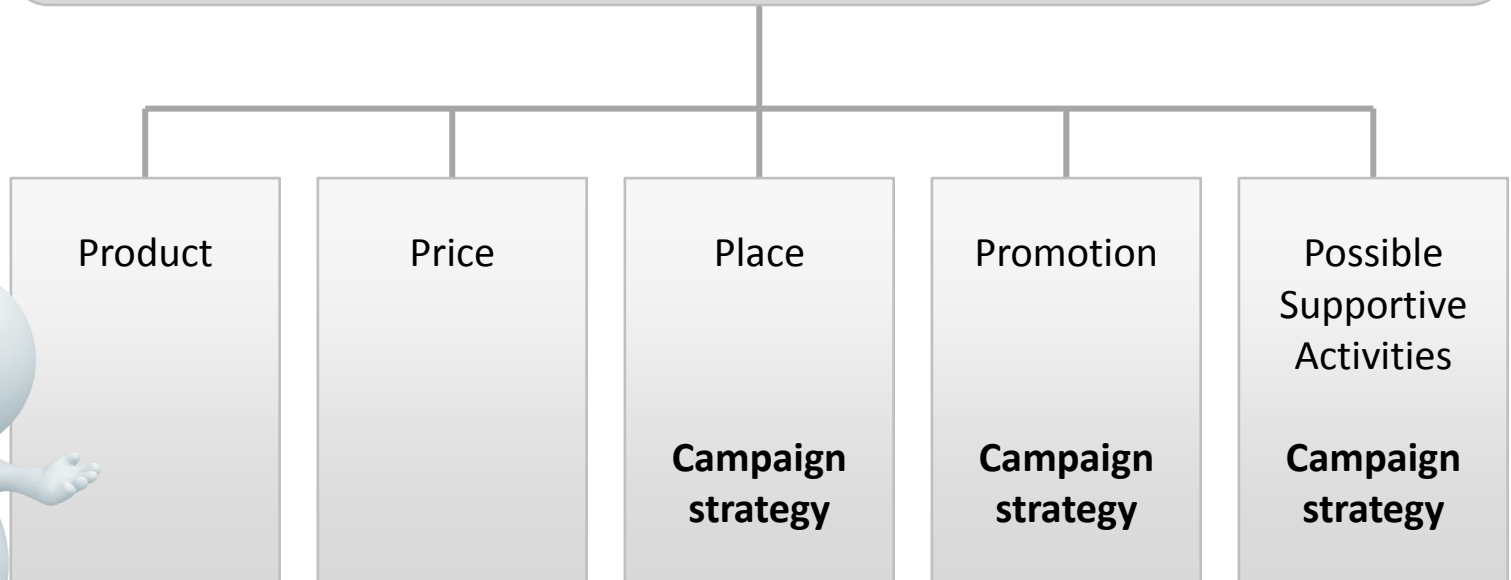 Product
Price
Place
Campaign
strategy
Promotion
Campaign
strategy
Possible
Supportive
Activities
Campaign
strategy